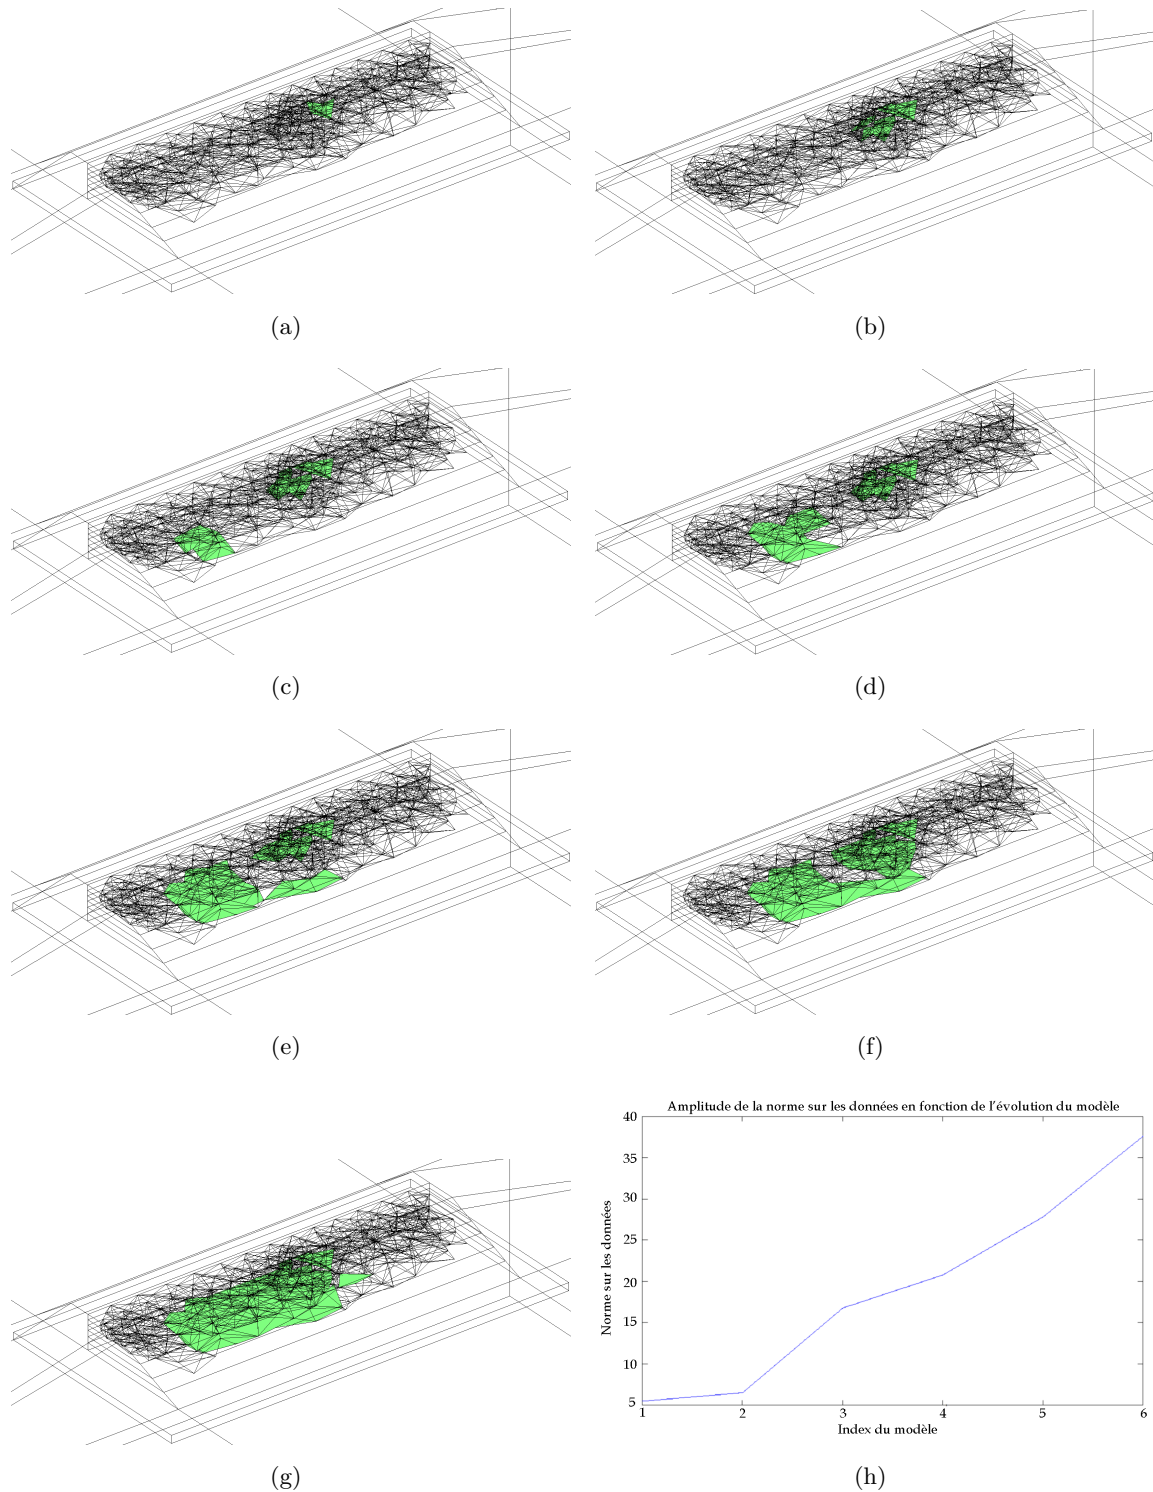 (a)
(b)
(c)
(d)
(e)
(f)
(g)
Amplitude de la norme sur les données en fonction de l'évolution du modèle
Norme sur les données
40
35
30
25
20
15
10
5
1 2 3 4 5 6
Index du modèle
(h)